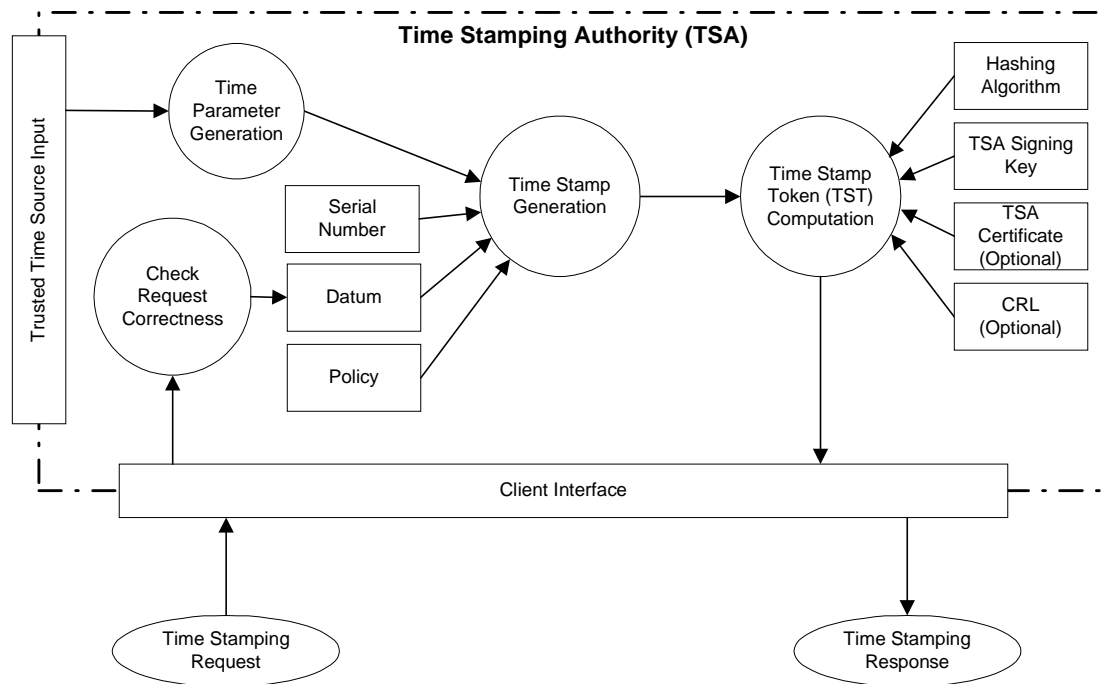 Time Stamping Authority (TSA)
Trusted Time Source Input
Time
Parameter
Generation
Hashing
Algorithm
TSA Signing
Key
Time Stamp
Generation
Time Stamp
Token (TST)
Computation
Serial
Number
TSA
Certificate
(Optional)
Check
Request
Correctness
Datum
CRL
(Optional)
Policy
Client Interface
Time Stamping
Request
Time Stamping
Response